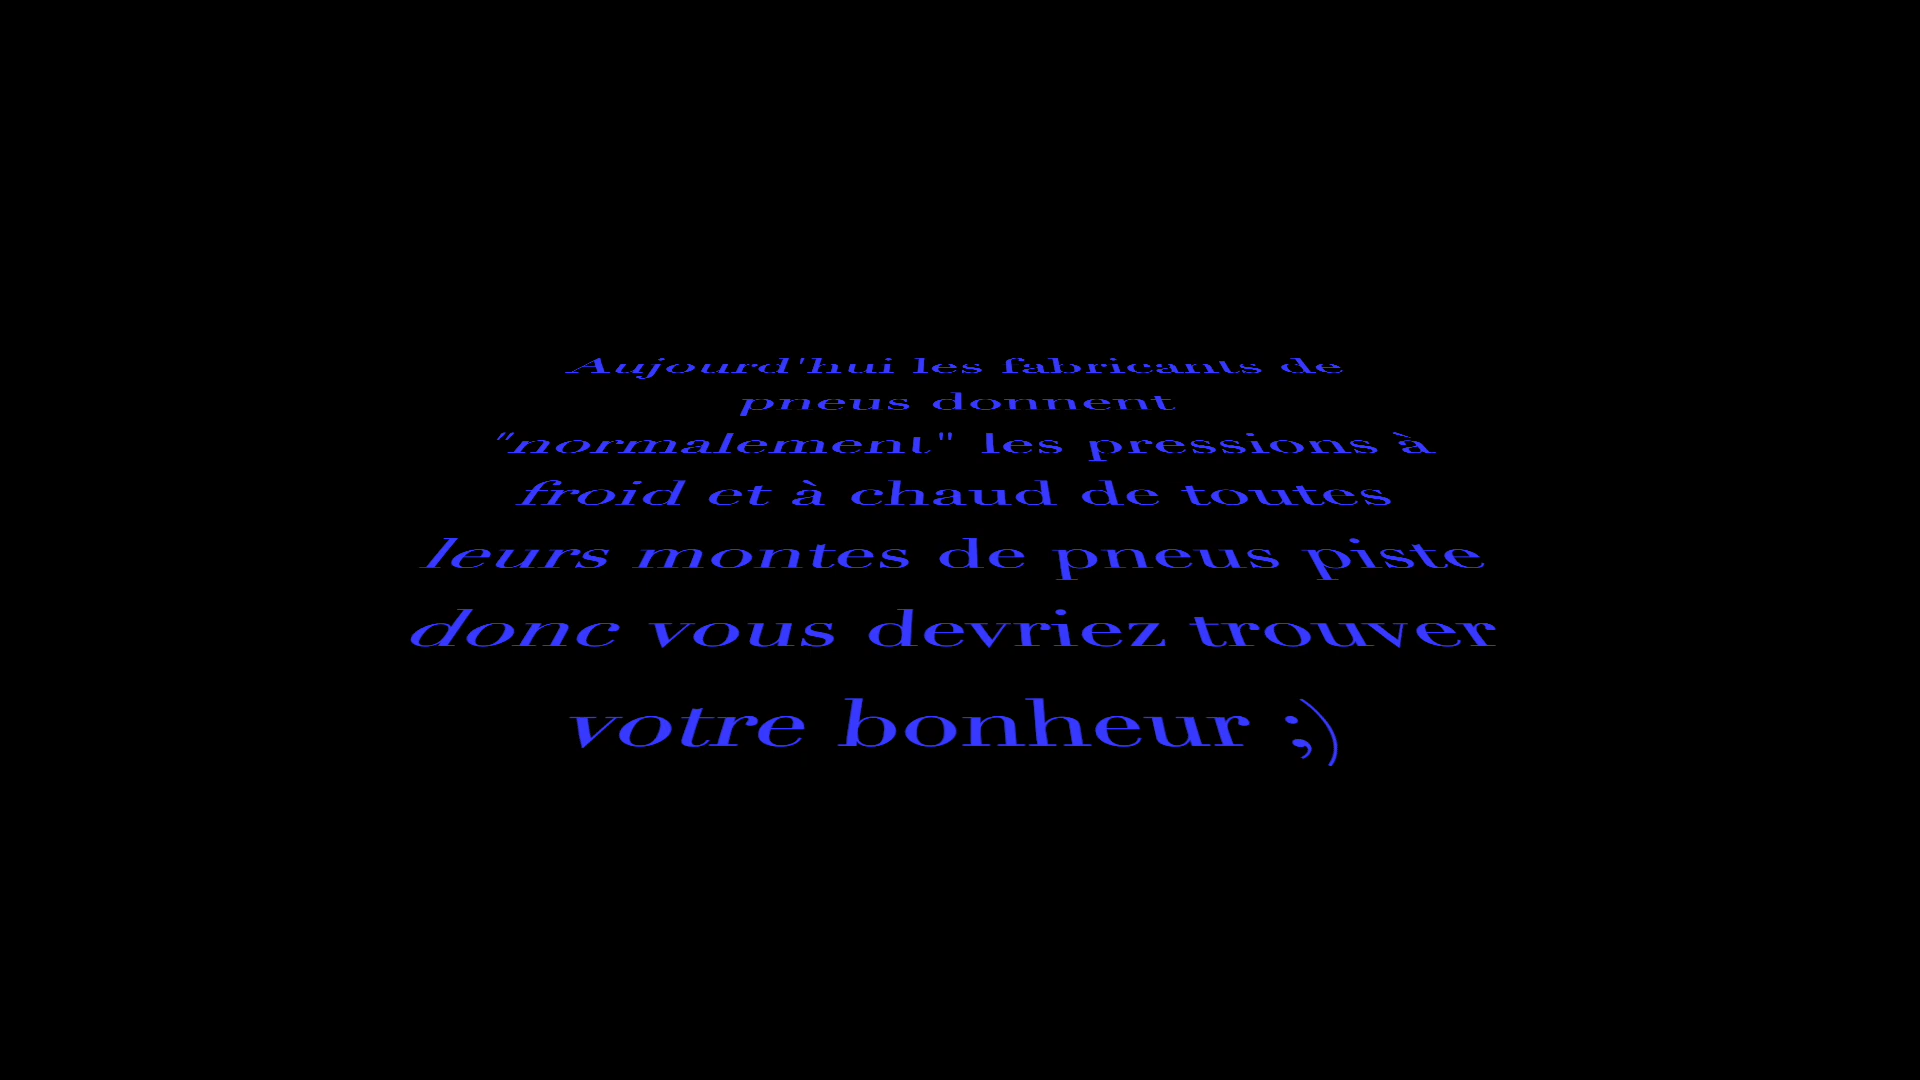 Aujourd'hui les fabricants de
pneus donnent
"normalement" les pressions à
froid et à chaud de toutes
leurs montes de pneus piste
donc vous devriez trouver
votre bonheur ;)